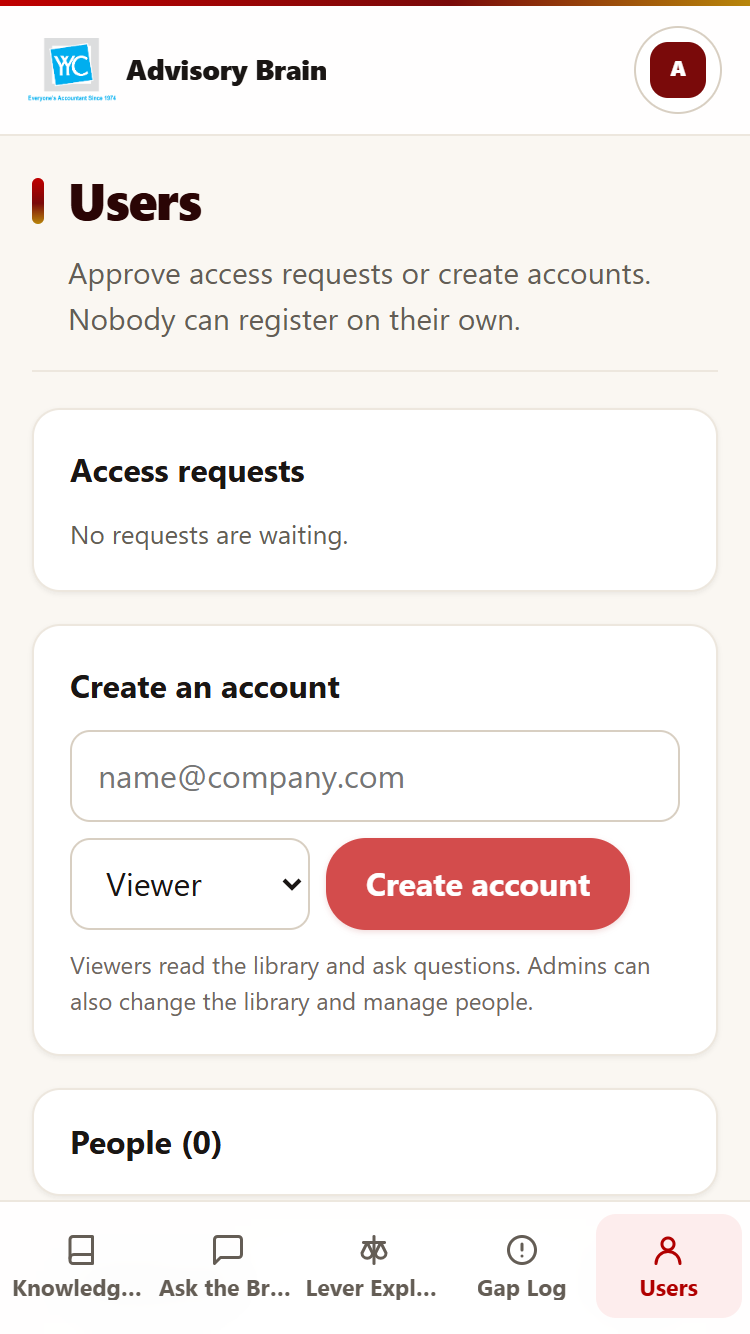 YYC
Everyone's Accountant Since 1974
Advisory Brain
A
Users
Approve access requests or create accounts.
Nobody can register on their own.
Access requests
No requests are waiting.
Create an account
name@company.com
Viewer
Create account
Viewers read the library and ask questions. Admins can
also change the library and manage people.
People (0)
Knowledg...
Ask the Br...
Lever Expl...
Gap Log
Users